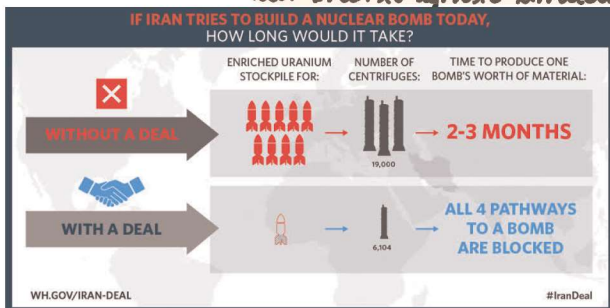 IF IRAN TRIES TO BUILD A NUCLEAR BOMB TODAY,
HOW LONG WOULD IT TAKE?
ENRICHED URANIUM
STOCKPILE FOR:
NUMBER OF
CENTRIFUGES:
TIME TO PRODUCE ONE
BOMB'S WORTH OF MATERIAL:
WITHOUT A DEAL
19,000
2-3 MONTHS
WITH A DEAL
6,104
ALL 4 PATHWAYS
TO A BOMB
ARE BLOCKED
WH.GOV/IRAN-DEAL
#IranDeal